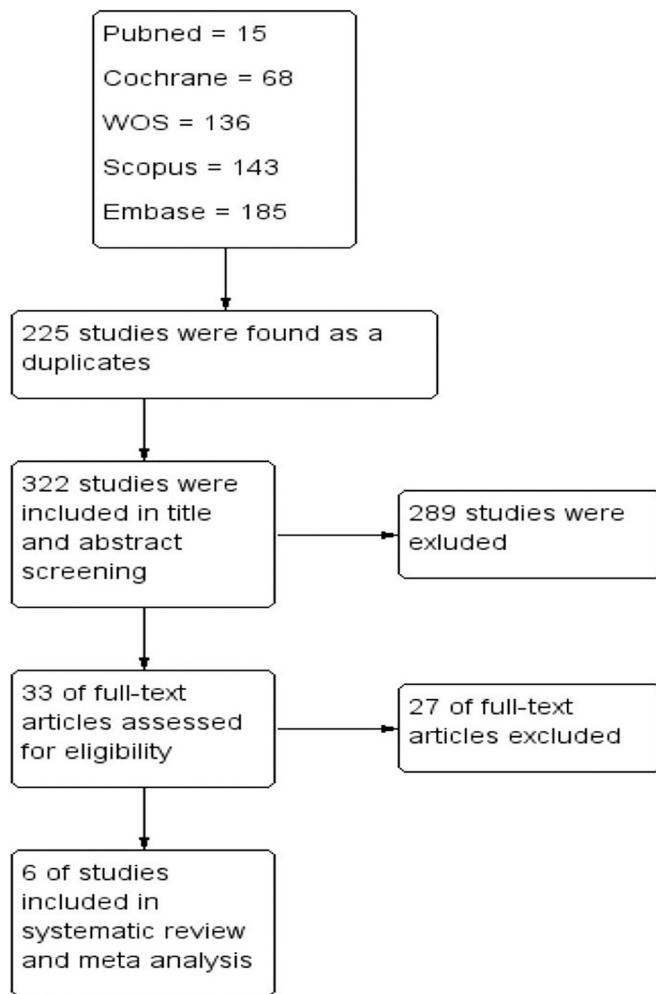 Pubned = 15
Cochrane = 68
WOS = 136
Scopus = 143
Embase = 185
225 studies were found as a
duplicates
322 studies were
included in title
and abstract
screening
289 studies were
exluded
33 of full-text
articles assessed
for eligibility
27 of full-text
articles excluded
6 of studies
included in
systematic review
and meta analysis